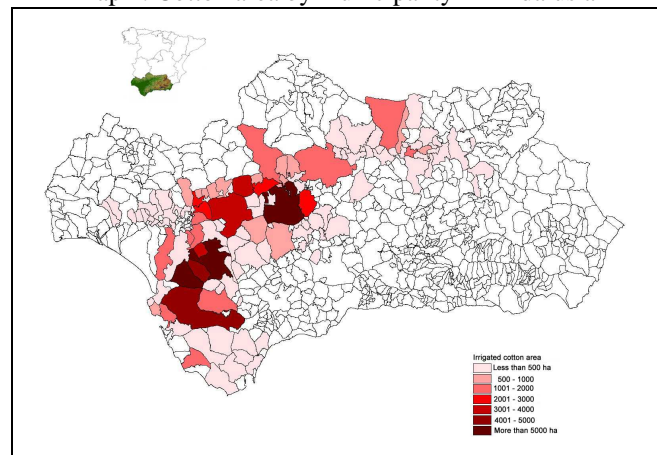 Irrigated cotton area
Less than 500 ha
500 - 1000
1001 - 2000
2001 - 3000
3001 - 4000
4001 - 5000
More than 5000 ha